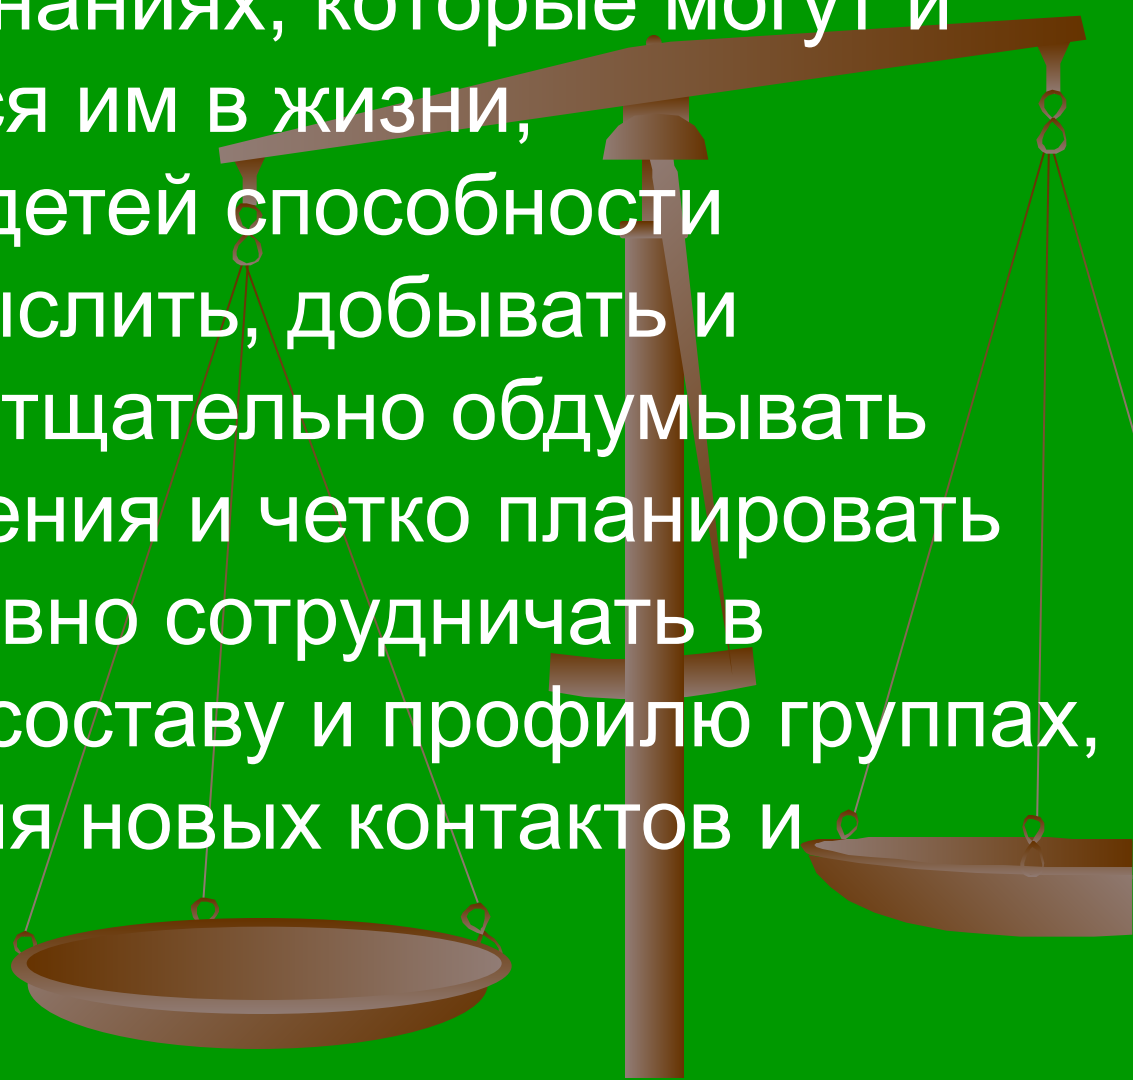 наниях, которые могут и
ся им в жизни,
детей способности
ыслить, добывать и
тщательно обдумывать
ения и четко планировать
вно сотрудничать в
составу и профилю группах,
ия новых контактов и